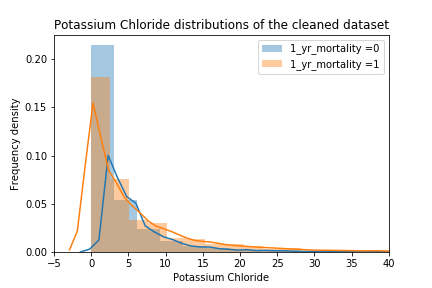 Potassium Chloride distributions of the cleaned dataset
1_yr_mortality =0
1_yr_mortality =1
Frequency density
0.20
0.15
0.10
0.05
0.00
−5 0 5 10 15 20 25 30 35 40
Potassium Chloride